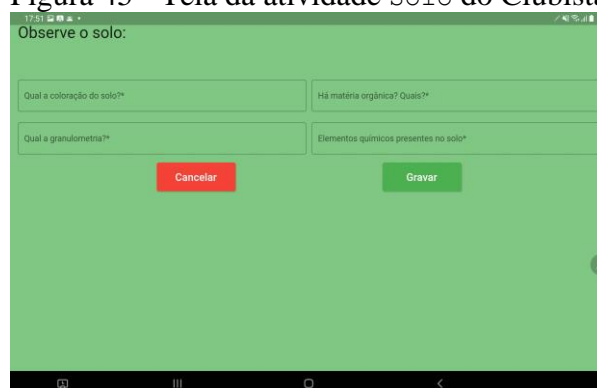 Figura 45 – Tela da atividade solo do Clubista
17:51
Observe o solo:
Qual a coloração do solo?*
Há matéria orgânica? Quais?*
Qual a granulometria?*
Elementos químicos presentes no solo*
Cancelar
Gravar